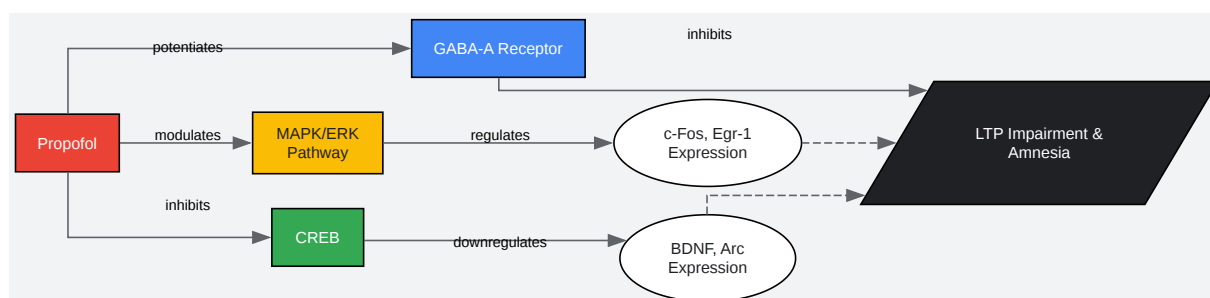 inhibits
potentiates
GABA-A Receptor
Propofol
modulates
MAPK/ERK
Pathway
regulates
c-Fos, Egr-1
Expression
LTP Impairment &
Amnesia
inhibits
CREB
downregulates
BDNF, Arc
Expression